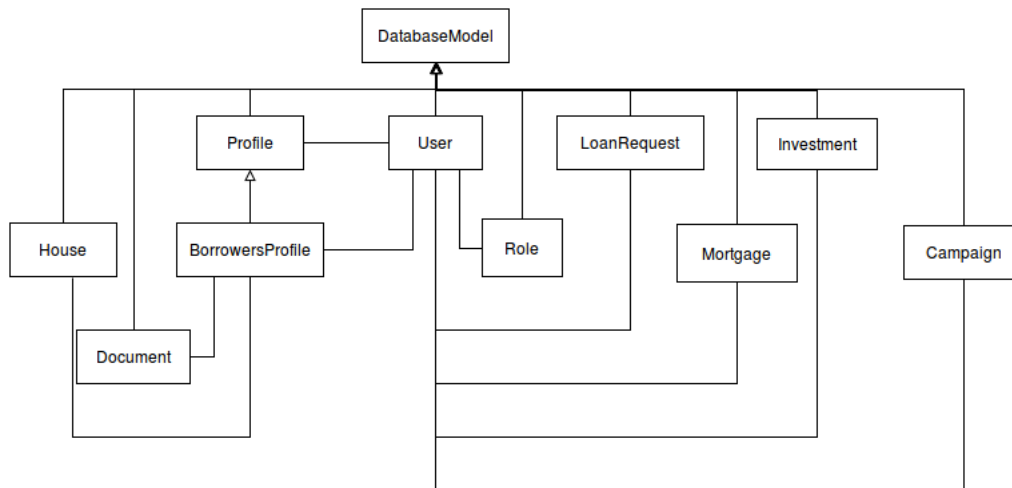 DatabaseModel
Profile
User
LoanRequest
Investment
House
BorrowersProfile
Role
Mortgage
Campaign
Document